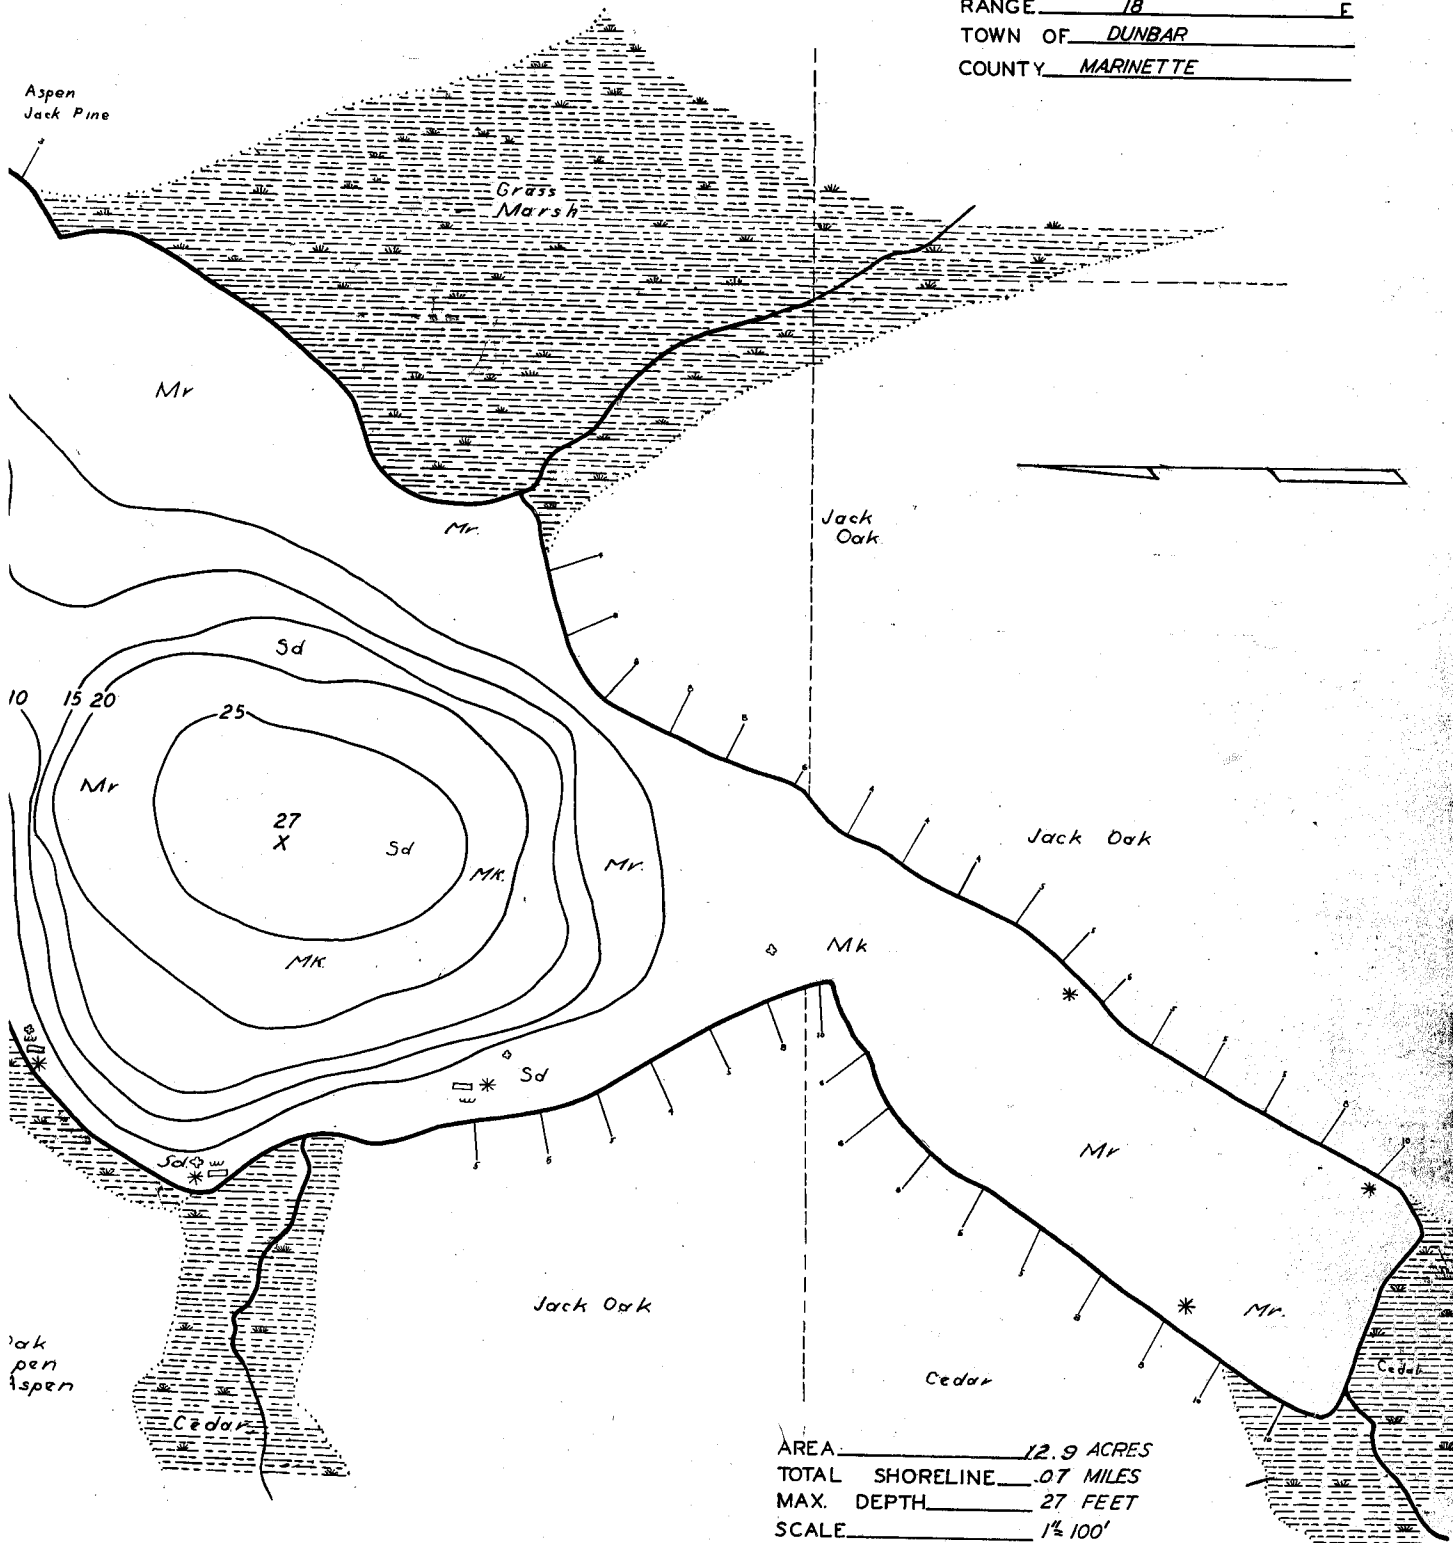 RANGE 18 E
TOWN OF DUNBAR
COUNTY MARINETTE
Aspen
Jack Pine
Grass
Marsh
Mr
Mr.
Jack
Oak
Sd
10 15 20
25
Mr
27
X
Sd
Mk.
Mr.
Jack Oak
Mk
Mk
Sd
Sd
Mr
Jack Oak
Mr.
Cedar
pen
Aspen
Cedar
Cedar
AREA 12.9 ACRES
TOTAL SHORELINE .07 MILES
MAX. DEPTH 27 FEET
SCALE 1"=100'